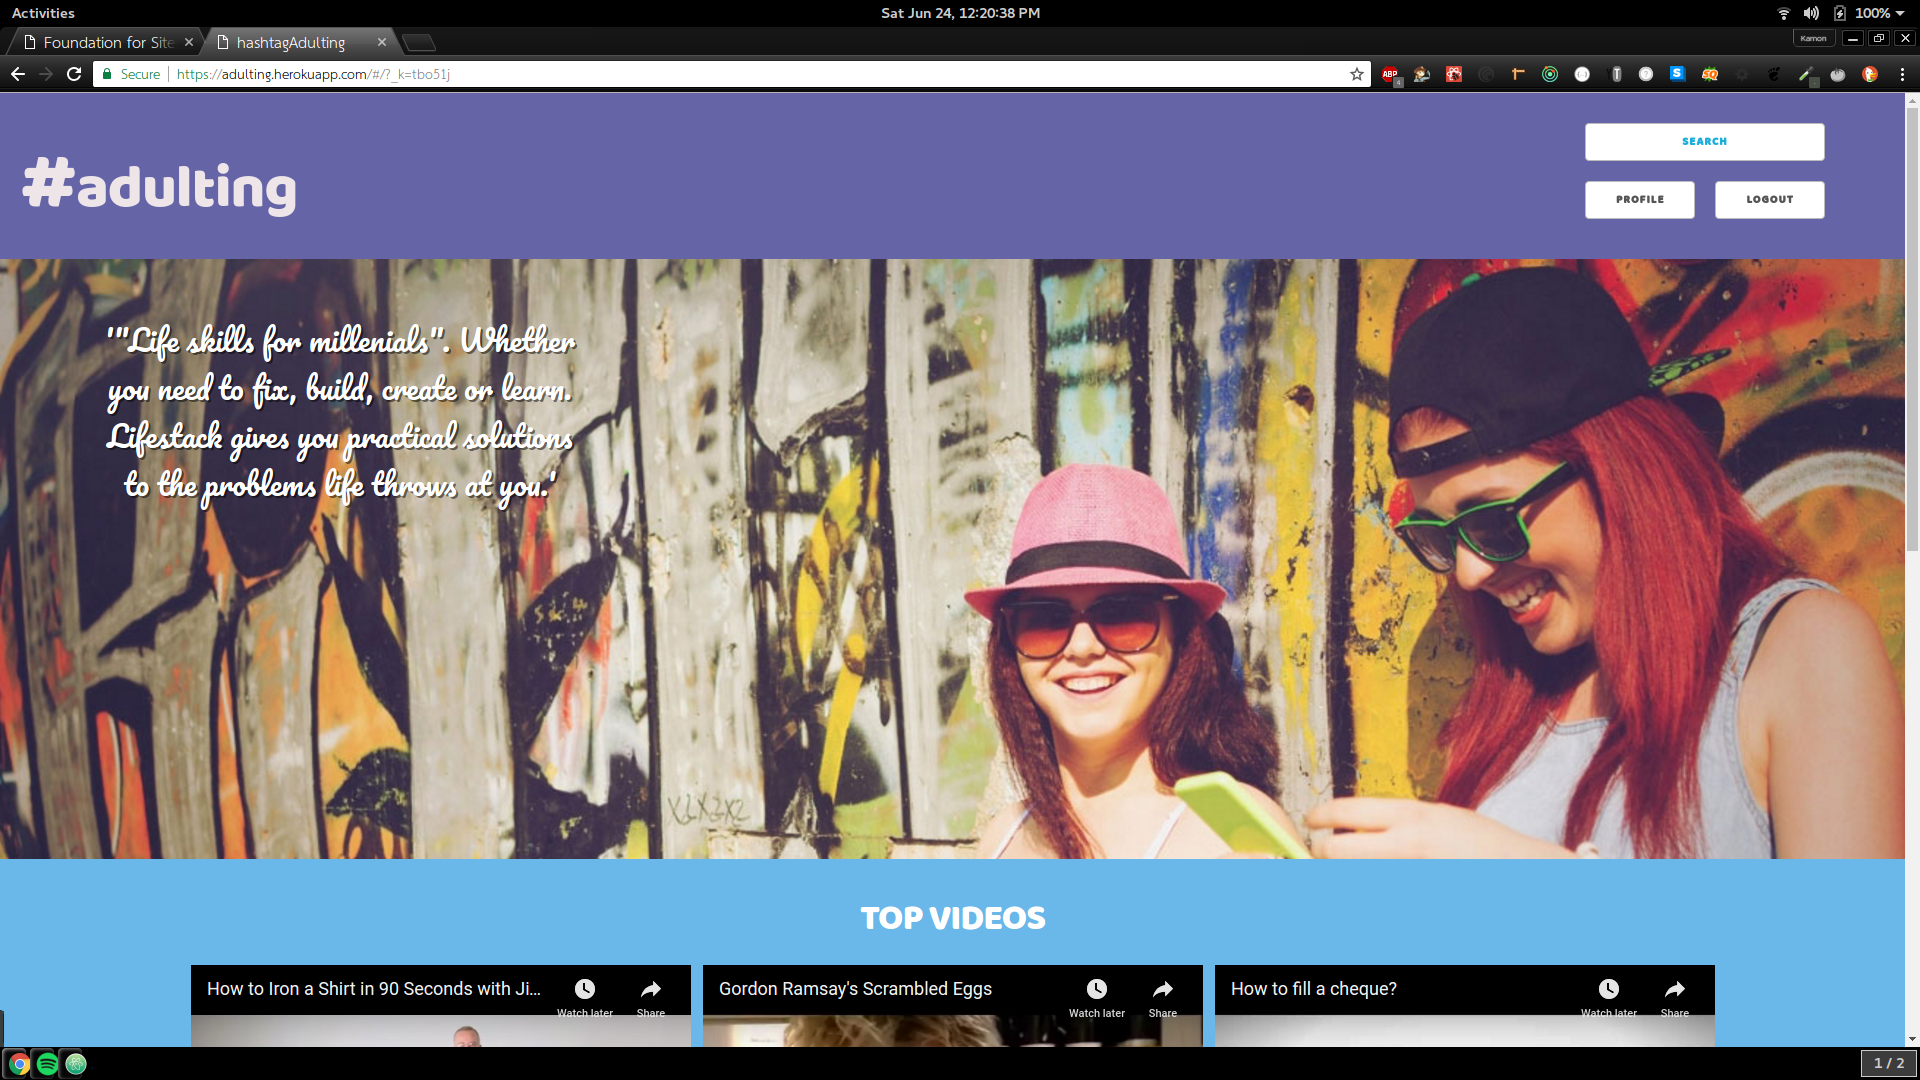 Activities
Sat Jun 24, 12:20:38 PM
100%
Foundation for Site
hashtagAdulting
Kamon
Secure
https://adulting.herokuapp.com/#/?_k=tbo51j
#adulting
SEARCH
PROFILE
LOGOUT
'"Life skills for millenials". Whether
you need to fix, build, create or learn.
Lifestack gives you practical solutions
to the problems life throws at you.'
TOP VIDEOS
How to Iron a Shirt in 90 Seconds with Ji...
Watch later
Share
Gordon Ramsay's Scrambled Eggs
Watch later
Share
How to fill a cheque?
Watch later
Share
1 / 2